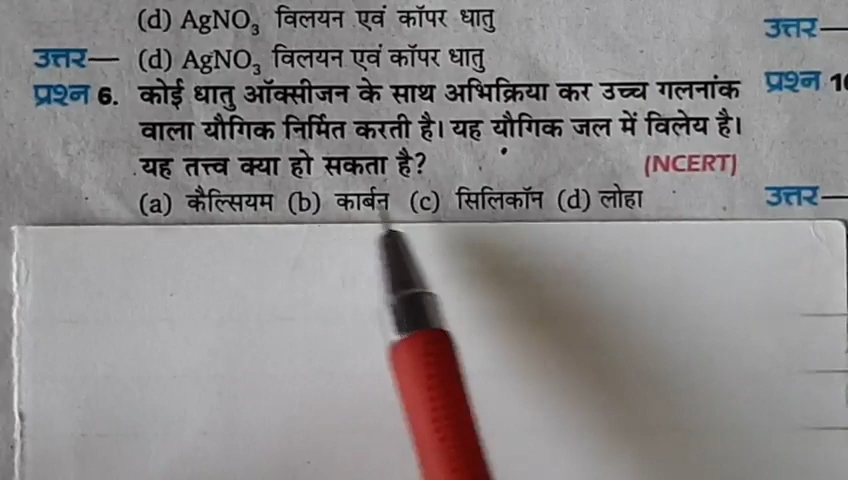 (d) AgNO₃ विलयन एवं कॉपर धातु
उत्तर— (d) AgNO₃ विलयन एवं कॉपर धातु
प्रश्न 6. कोई धातु ऑक्सीजन के साथ अभिक्रिया कर उच्च गलनांक
वाला यौगिक निर्मित करती है। यह यौगिक जल में विलेय है।
यह तत्त्व क्या हो सकता है? (NCERT)
(a) कैल्सियम (b) कार्बन (c) सिलिकॉन (d) लोहा
उत्तर—
प्रश्न 1
उत्तर—